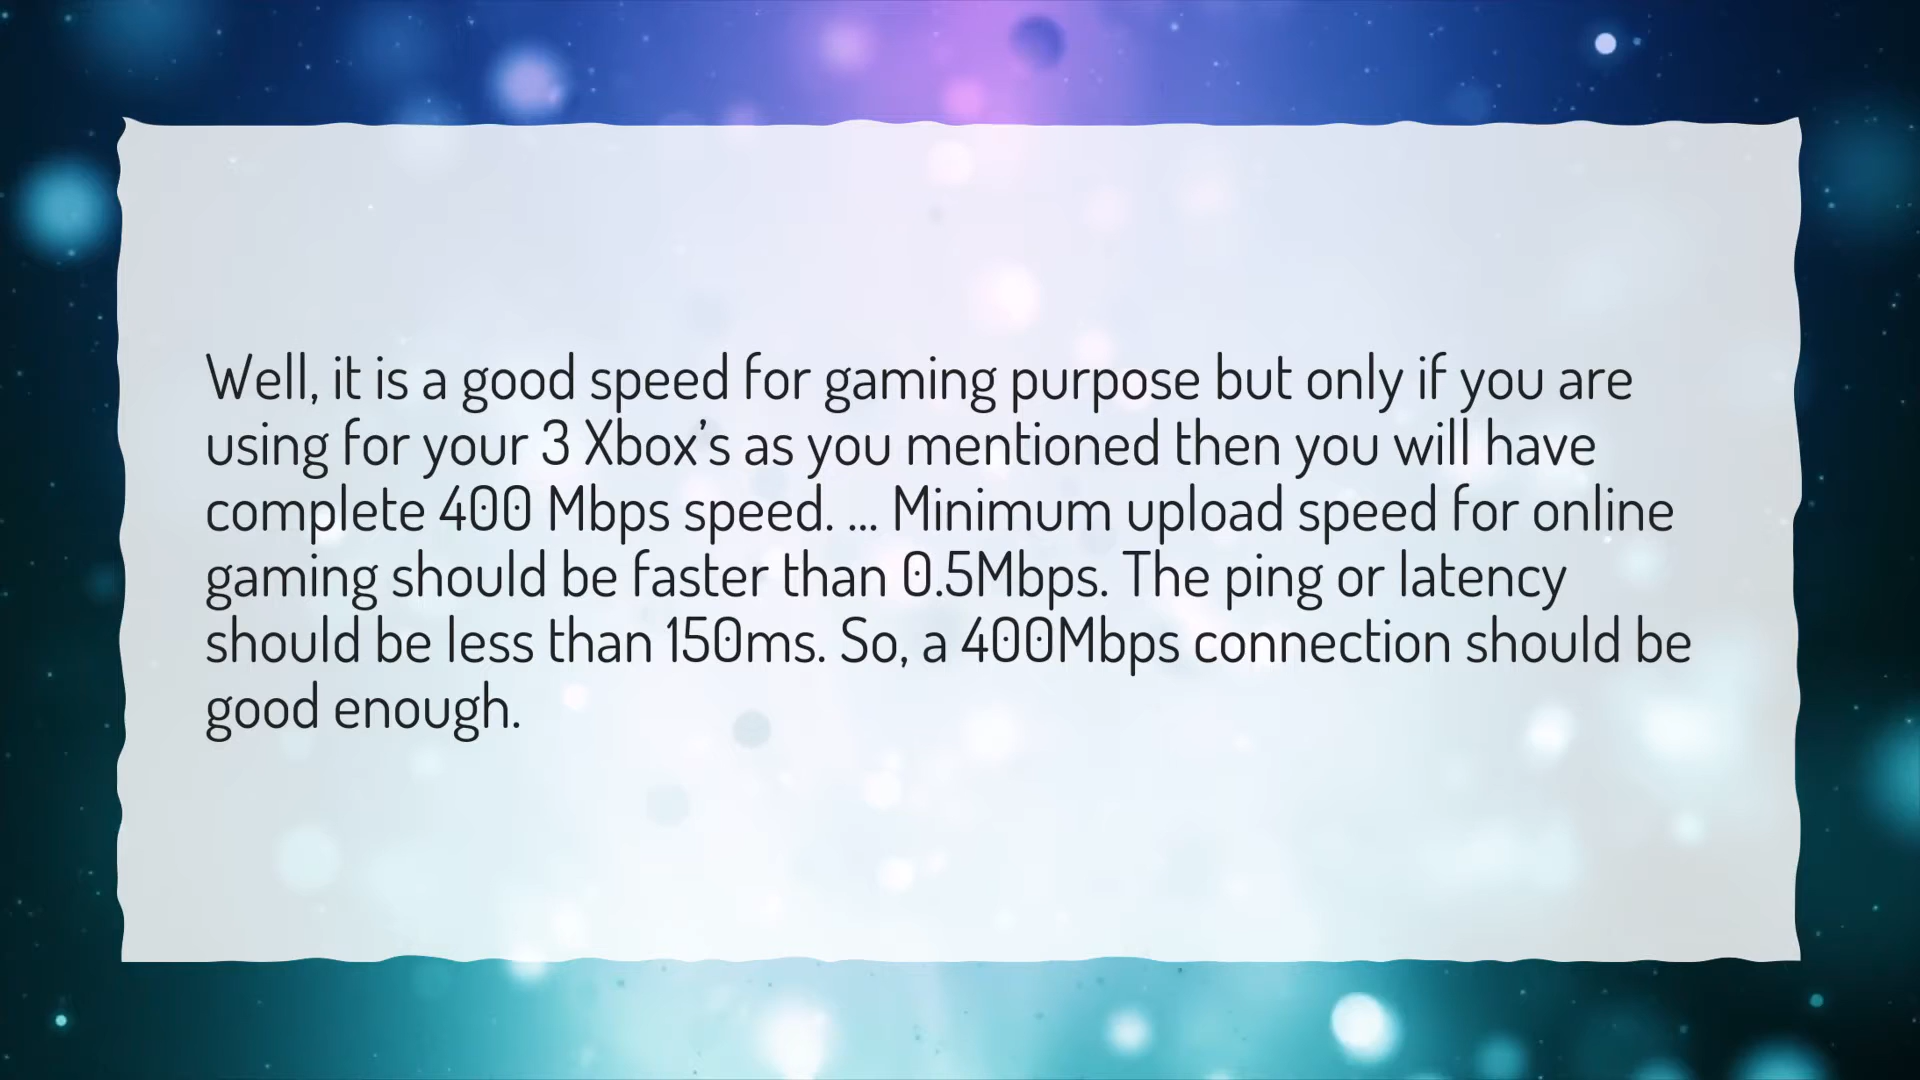 Well, it is a good speed for gaming purpose but only if you are
using for your 3 Xbox’s as you mentioned then you will have
complete 400 Mbps speed. ... Minimum upload speed for online
gaming should be faster than 0.5Mbps. The ping or latency
should be less than 150ms. So, a 400Mbps connection should be
good enough.